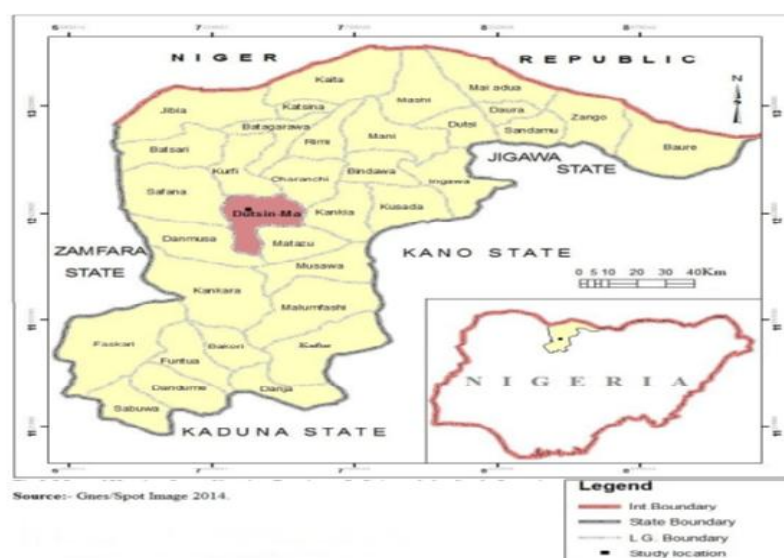 NIGER REPUBLIC
Kaita
Jibia
Katsina
Mashi
Mai adua
Batagarawa
Daura
Zango
Dutsi
Sandamu
Rimi
Mani
Batsari
Baure
JIGAWA
STATE
Kurfi
Charanchi
Bindawa
Ingawa
Safana
Dutsin-Ma
Kankia
Kusada
Danmusa
Matazu
ZAMFARA
STATE
KANO STATE
Musawa
Kankara
Malumfashi
0 5 10 20 30 40 Km
Faskari
Bakori
Kafur
Funtua
Dandume
Danja
Sabuwa
KADUNA STATE
N
NIGERIA
Source:- Gnes/Spot Image 2014.
Legend
Int Boundary
State Boundary
L.G. Boundary
Study location